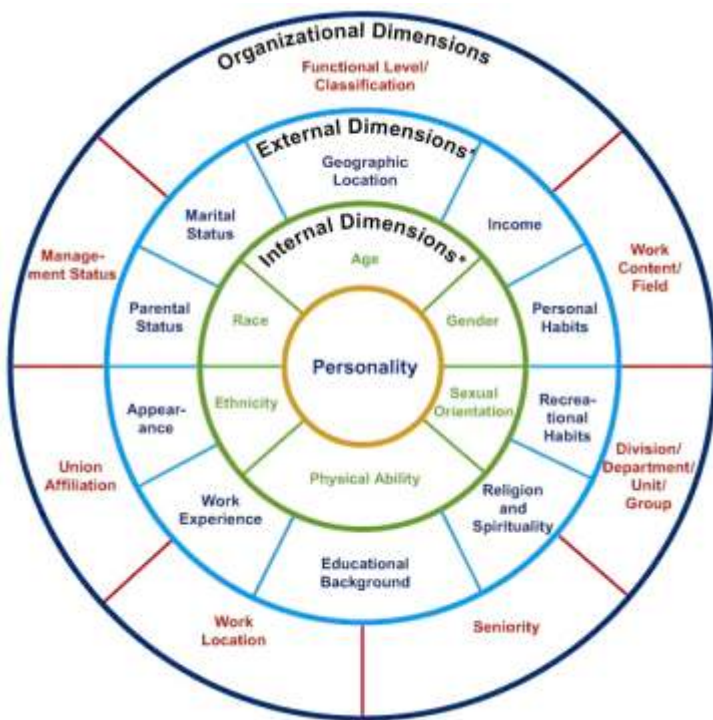 Organizational Dimensions
Functional Level/
Classification
External Dimensions*
Geographic
Location
Marital
Status
Income
Internal Dimensions*
Age
Manage-
ment Status
Work
Content/
Field
Parental
Status
Race
Gender
Personal
Habits
Personality
Appear-
ance
Ethnicity
Sexual
Orientation
Recrea-
tional
Habits
Union
Affiliation
Division/
Department/
Unit/
Group
Physical Ability
Work
Experience
Religion
and
Spirituality
Educational
Background
Work
Location
Seniority